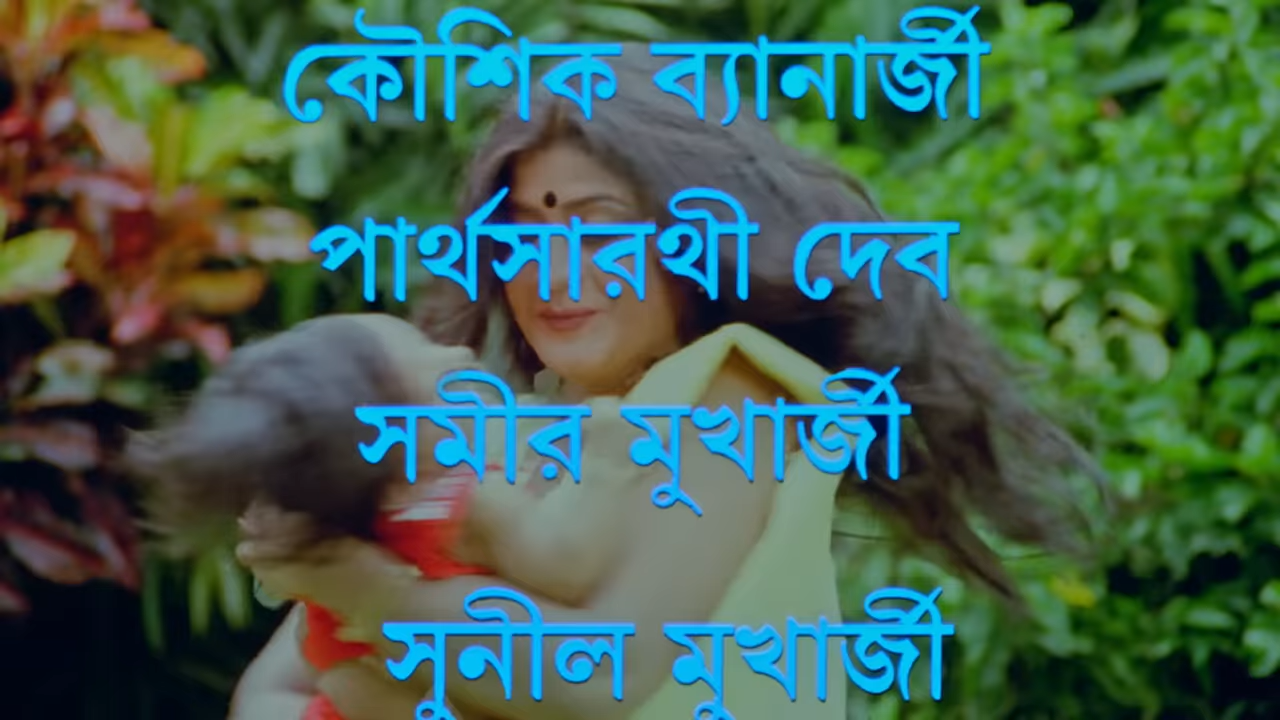 কৌশিক ব্যানার্জী
পার্থসারথী দেব
সমীর মুখার্জী
সুনীল মুখার্জী